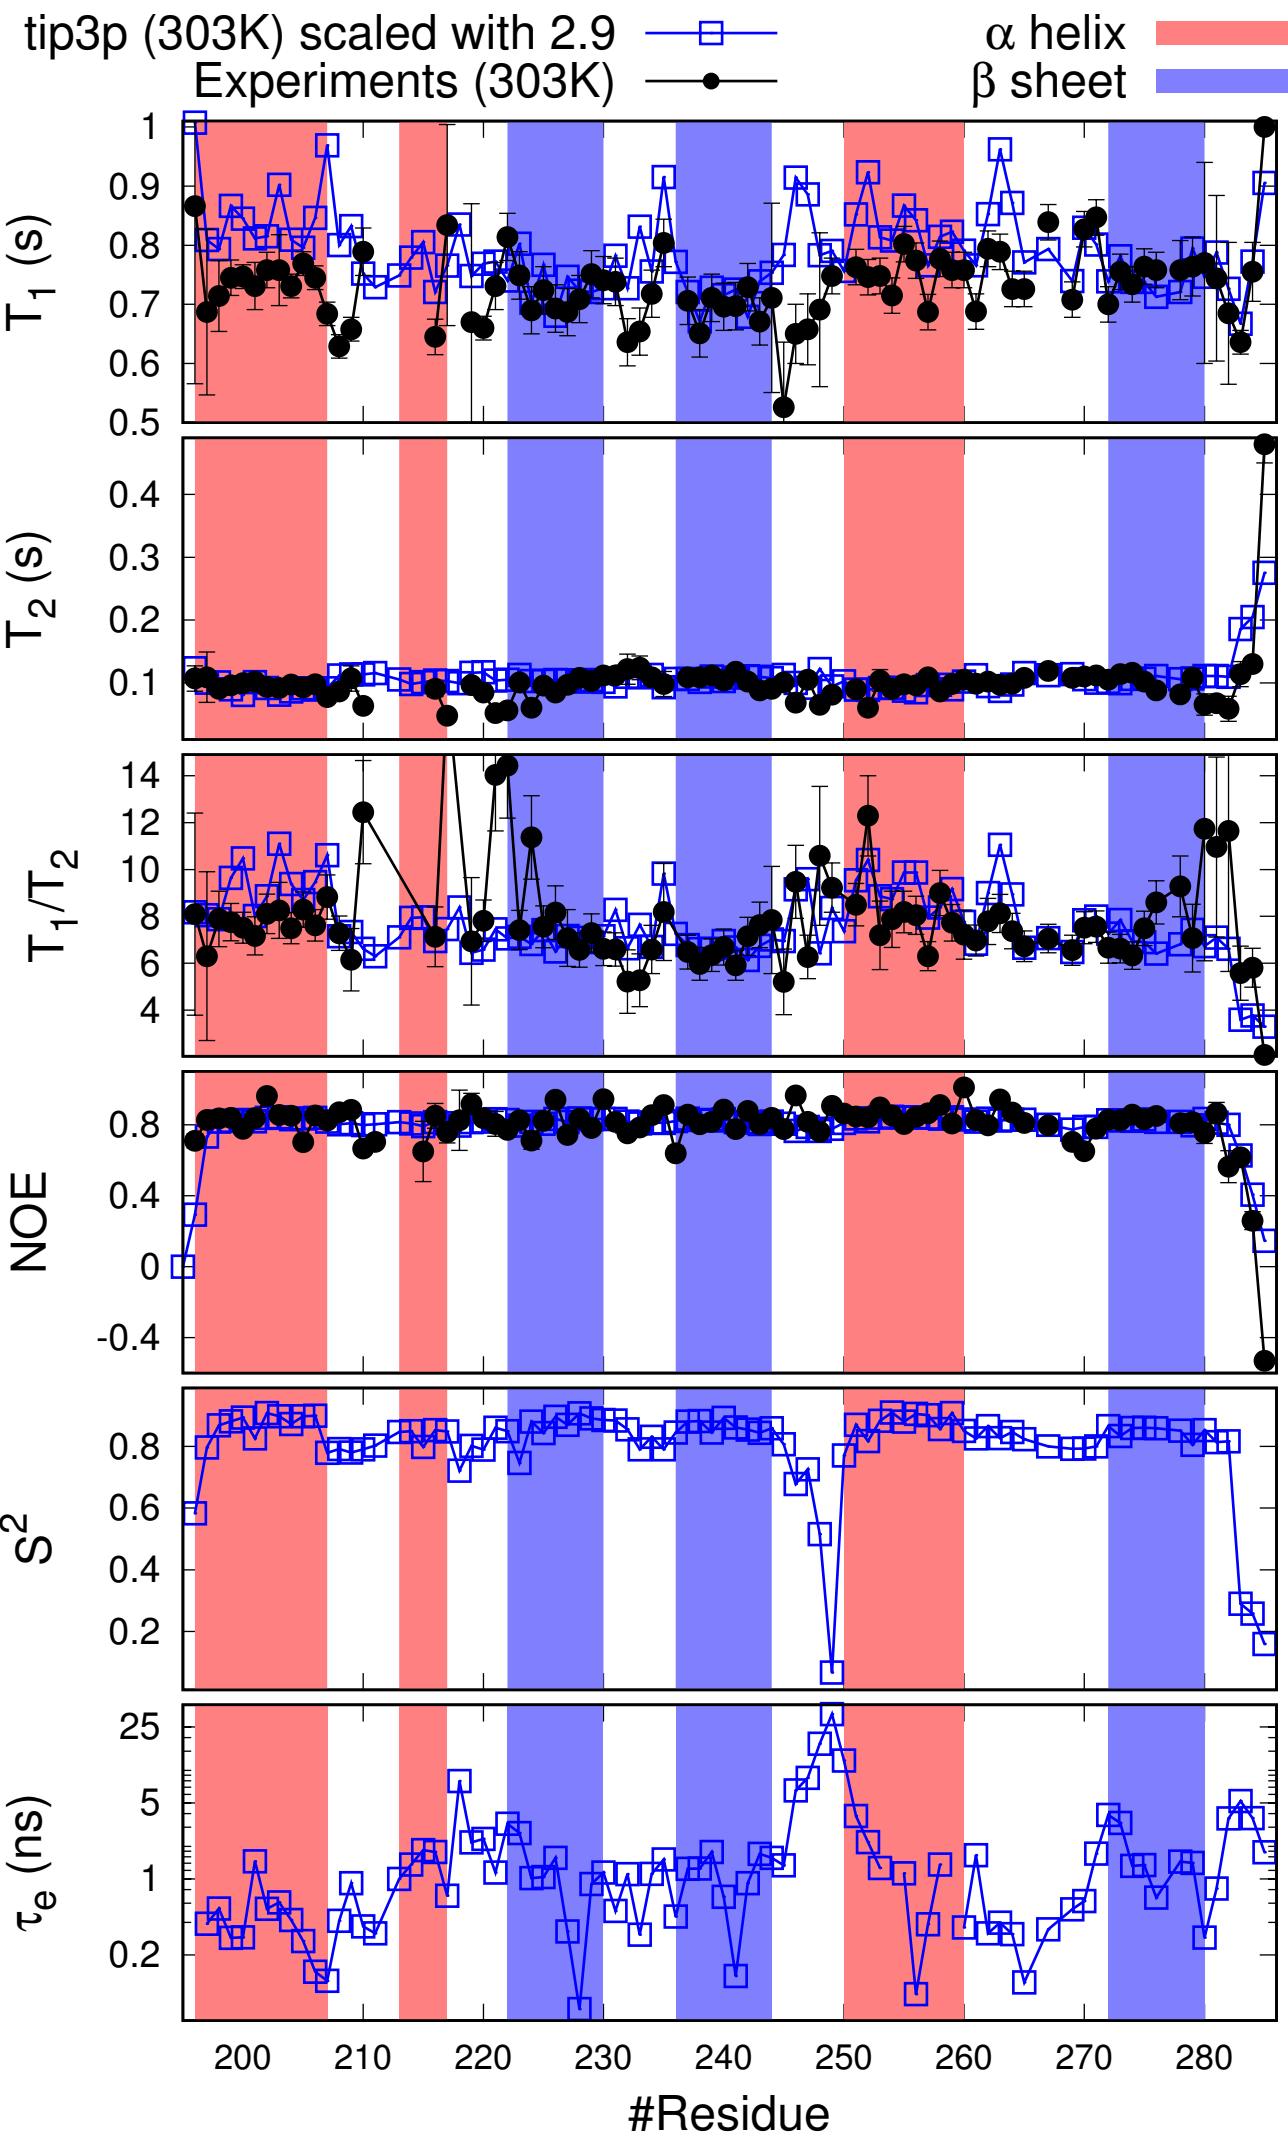 tip3p (303K) scaled with 2.9
α helix
Experiments (303K)
β sheet
T1 (s)
1
0.9
0.8
0.7
0.6
0.5
T2 (s)
0.4
0.3
0.2
0.1
T1/T2
14
12
10
8
6
4
NOE
0.8
0.4
0
-0.4
S2
0.8
0.6
0.4
0.2
τe (ns)
25
5
1
0.2
200 210 220 230 240 250 260 270 280
#Residue